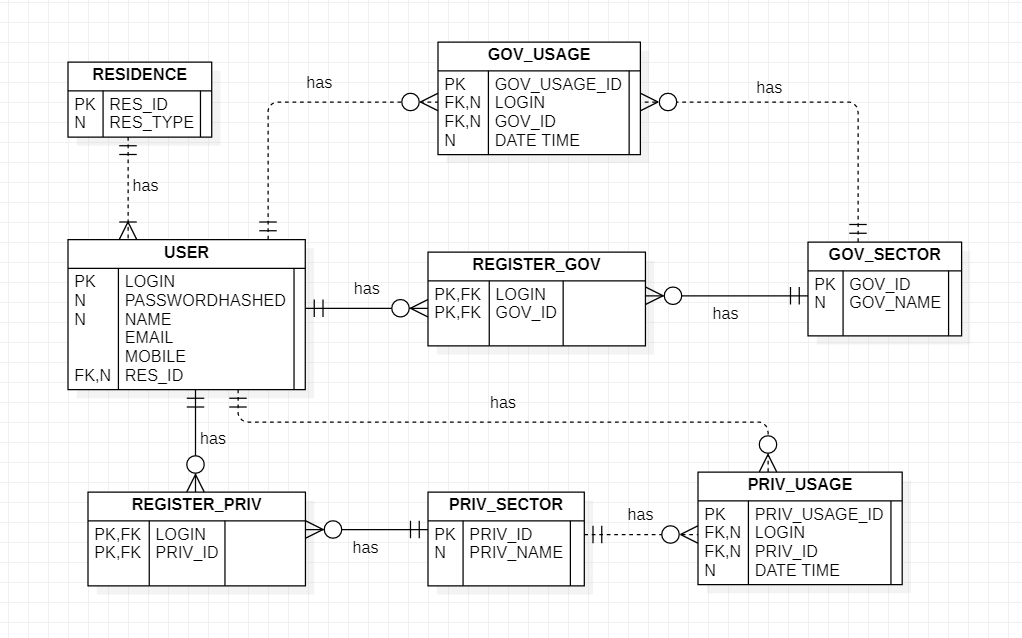 RESIDENCE
PK RES_ID
N RES_TYPE
has
GOV_USAGE
PK GOV_USAGE_ID
FK,N LOGIN
FK,N GOV_ID
N DATE TIME
has
has
USER
PK LOGIN
N PASSWORDHASHED
N NAME
EMAIL
MOBILE
FK,N RES_ID
has
REGISTER_GOV
PK,FK LOGIN
PK,FK GOV_ID
has
GOV_SECTOR
PK GOV_ID
N GOV_NAME
has
has
REGISTER_PRIV
PK,FK LOGIN
PK,FK PRIV_ID
has
PRIV_SECTOR
PK PRIV_ID
N PRIV_NAME
has
PRIV_USAGE
PK PRIV_USAGE_ID
FK,N LOGIN
FK,N PRIV_ID
N DATE TIME